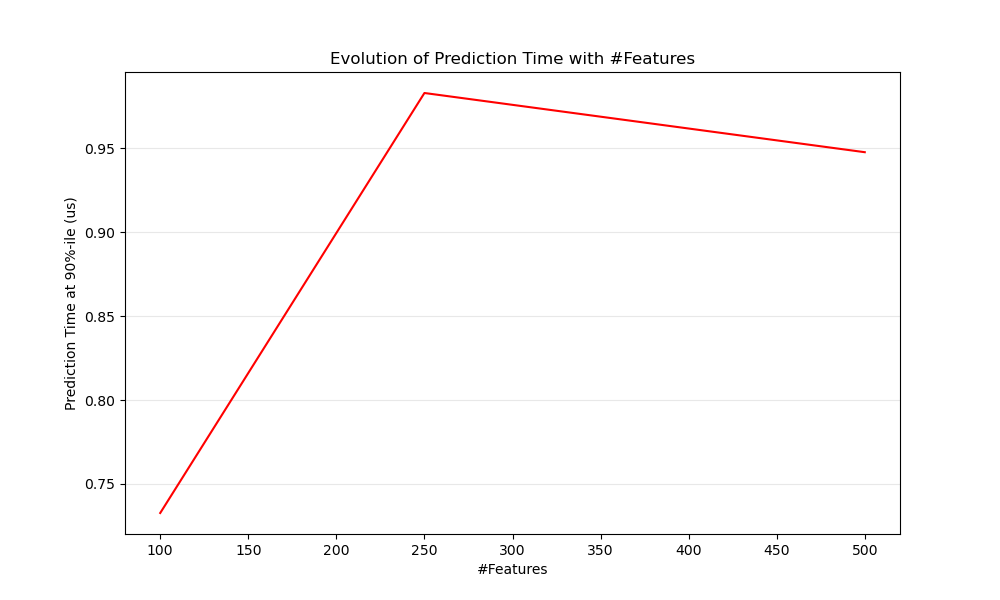 Evolution of Prediction Time with #Features
Prediction Time at 90%-ile (us)
0.95
0.90
0.85
0.80
0.75
100 150 200 250 300 350 400 450 500
#Features